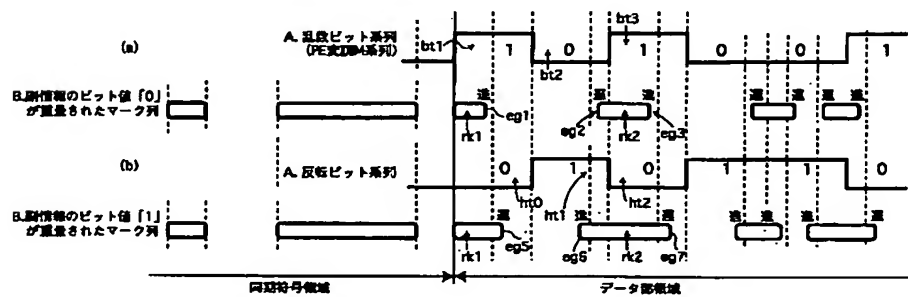 (a)
A. 乱数ビット系列
(PE変調M系列)
bt1
1
0
bt2
bt3
1
0
0
1
B.副情報のビット値「0」
が重畳されたマーク列
進
遅
進
遅
進
進
遅
rk1
eg1
eg2
rk2
eg3
(b)
A. 反転ビット系列
0
1
0
1
1
0
ht0
ht1
ht2
B.副情報のビット値「1」
が重畳されたマーク列
遅
進
遅
進
遅
rk1
eg5
eg6
rk2
eg7
同期符号領域
データ部領域